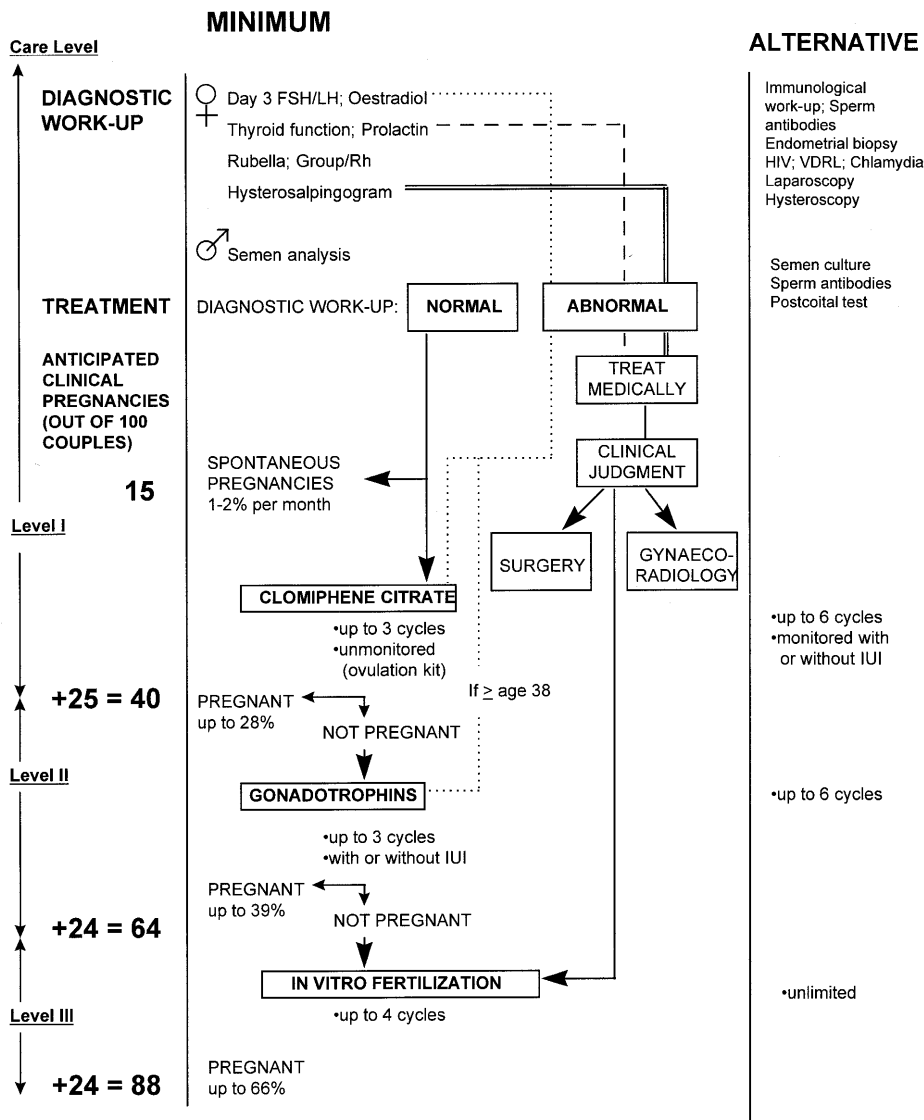 MINIMUM
Care Level
ALTERNATIVE
DIAGNOSTIC
WORK-UP
Day 3 FSH/LH; Oestradiol
Thyroid function; Prolactin
Rubella; Group/Rh
Hysterosalpingogram
Semen analysis
Immunological
work-up; Sperm
antibodies
Endometrial biopsy
HIV; VDRL; Chlamydia
Laparoscopy
Hysteroscopy
Semen culture
Sperm antibodies
Postcoital test
TREATMENT
DIAGNOSTIC WORK-UP:
NORMAL
ABNORMAL
ANTICIPATED
CLINICAL
PREGNANCIES
(OUT OF 100
COUPLES)
TREAT
MEDICALLY
CLINICAL
JUDGMENT
SPONTANEOUS
PREGNANCIES
1-2% per month
15
Level I
SURGERY
GYNAECO-
RADIOLOGY
CLOMIPHENE CITRATE
•up to 3 cycles
•unmonitored
(ovulation kit)
•up to 6 cycles
•monitored with
or without IUI
If ≥ age 38
+25 = 40
PREGNANT
up to 28%
NOT PREGNANT
Level II
GONADOTROPHINS
•up to 6 cycles
•up to 3 cycles
•with or without IUI
PREGNANT
up to 39%
NOT PREGNANT
+24 = 64
IN VITRO FERTILIZATION
•unlimited
•up to 4 cycles
Level III
PREGNANT
up to 66%
+24 = 88